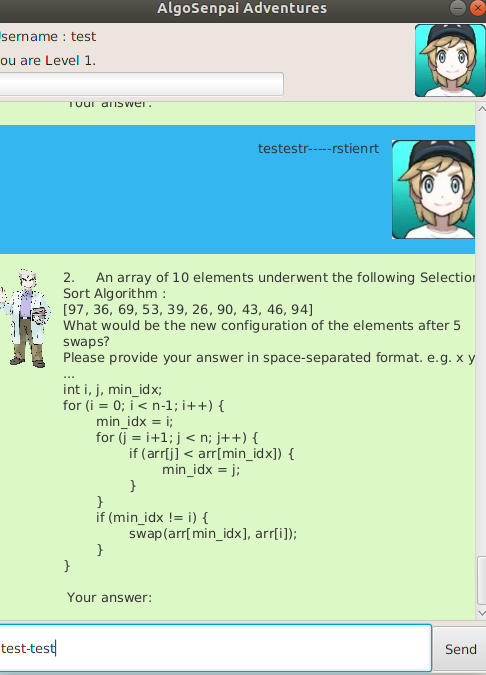 AlgoSenpai Adventures
sername : test
ou are Level 1.
Your answer:
testestr-----rstienrt
2. An array of 10 elements underwent the following Selection
Sort Algorithm :
[97, 36, 69, 53, 39, 26, 90, 43, 46, 94]
What would be the new configuration of the elements after 5
swaps?
Please provide your answer in space-separated format. e.g. x y
...
int i, j, min_idx;
for (i = 0; i < n-1; i++) {
min_idx = i;
for (j = i+1; j < n; j++) {
if (arr[j] < arr[min_idx]) {
min_idx = j;
}
}
if (min_idx != i) {
swap(arr[min_idx], arr[i]);
}
}
Your answer:
test-test
Send